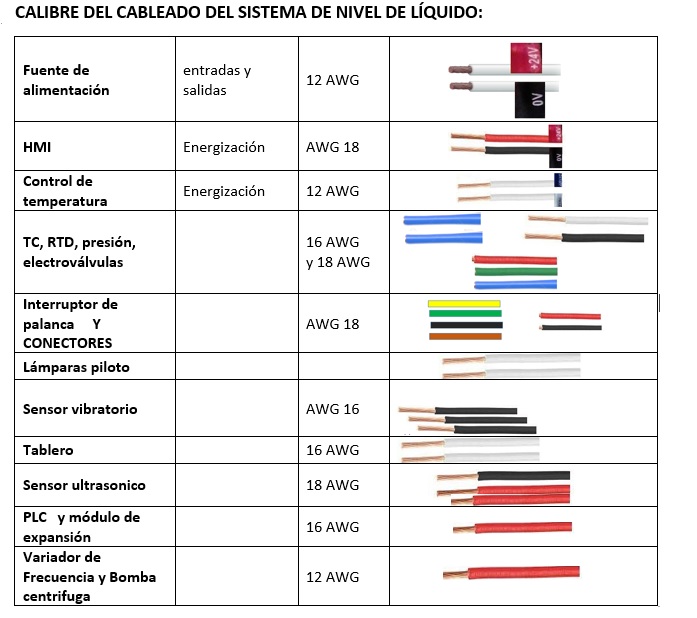 CALIBRE DEL CABLEADO DEL SISTEMA DE NIVEL DE LÍQUIDO:
Fuente de
alimentación
entradas y
salidas
12 AWG
+24V
0V
HMI
Energización
AWG 18
+24V
0V
Control de
temperatura
Energización
12 AWG
TC, RTD, presión,
electroválvulas
16 AWG
y 18 AWG
Interruptor de
palanca Y
CONECTORES
AWG 18
Lámparas piloto
Sensor vibratorio
AWG 16
Tablero
16 AWG
Sensor ultrasonico
18 AWG
PLC y módulo de
expansión
16 AWG
Variador de
Frecuencia y Bomba
centrifuga
12 AWG